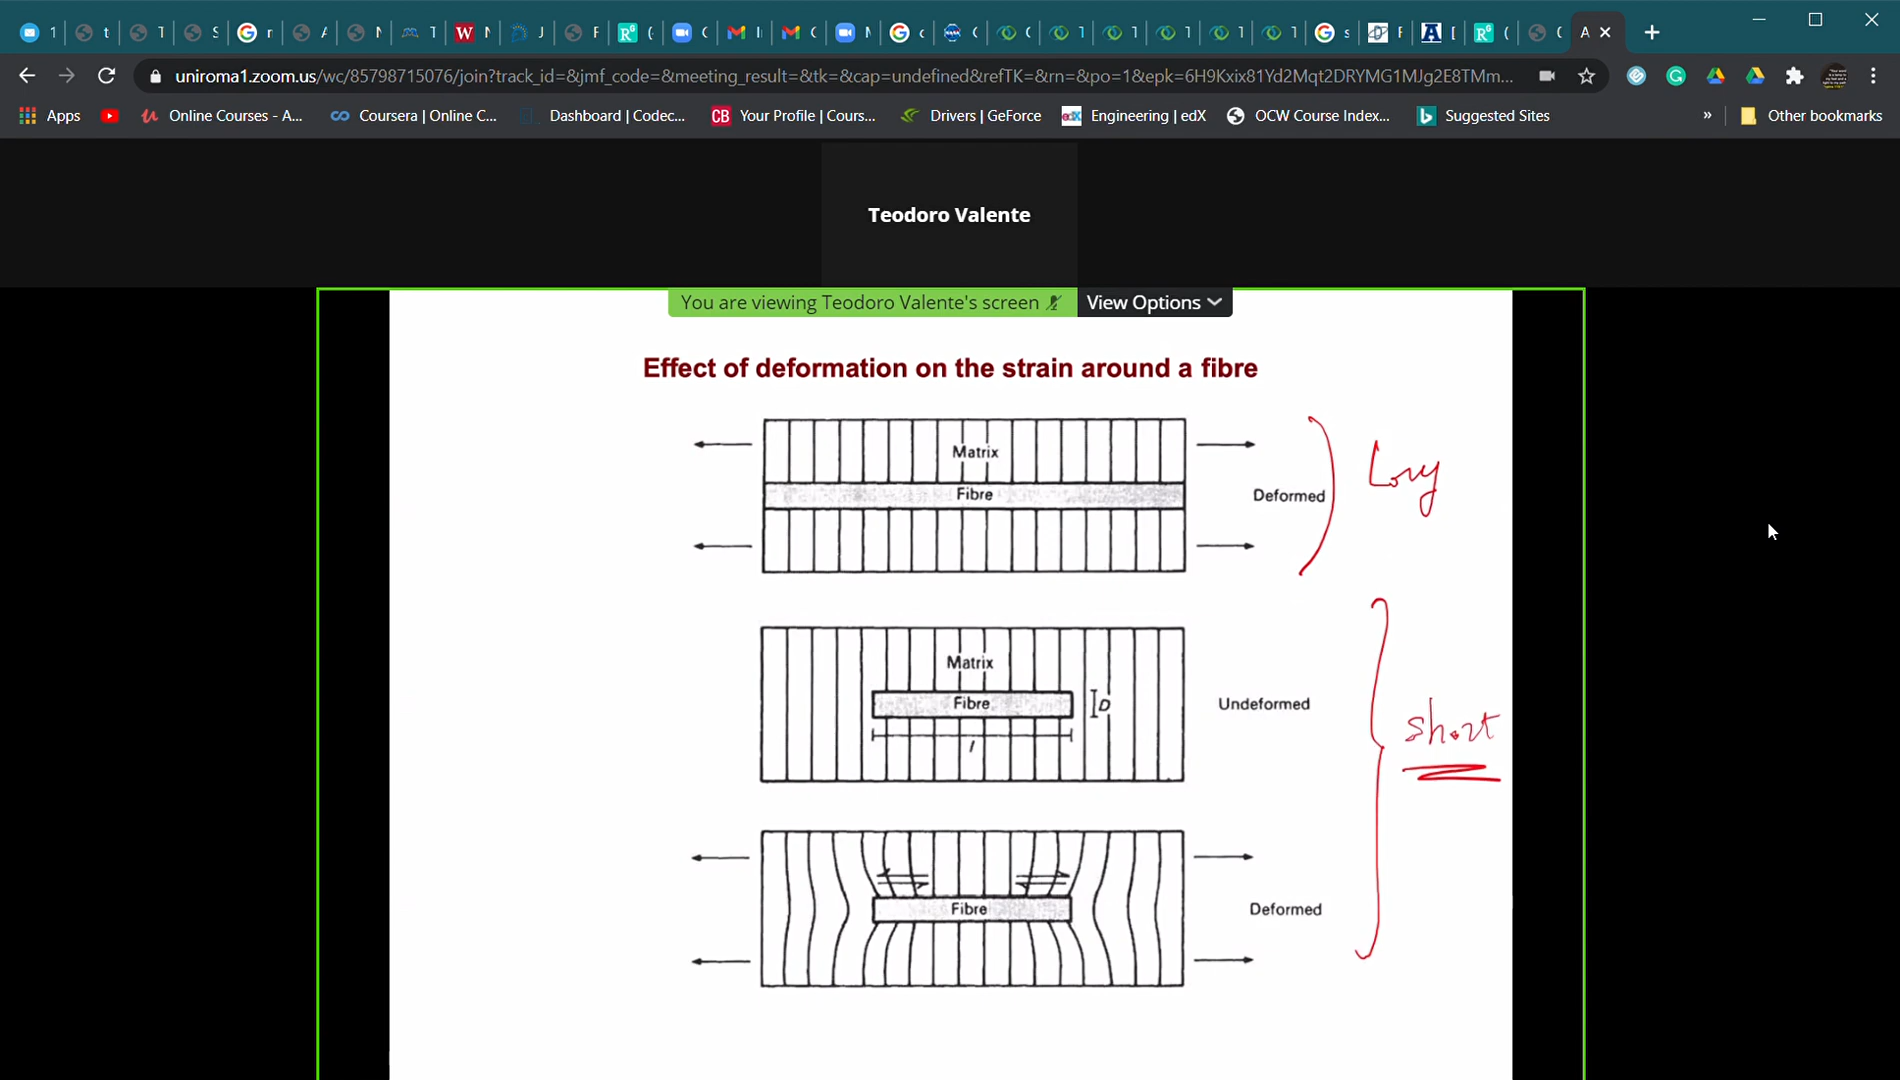 uniroma1.zoom.us/wc/85798715076/join?track_id=&jmf_code=&meeting_result=&tk=&cap=undefined&refTK=&rn=&po=1&epk=6H9Kxix81Yd2Mqt2DRYMG1MJg2E8TMm...
Apps Online Courses - A... Coursera | Online C... Dashboard | Codec... CB Your Profile | Cours... Drivers | GeForce edX Engineering | edX OCW Course Index... Suggested Sites » Other bookmarks
Teodoro Valente
You are viewing Teodoro Valente's screen View Options
Effect of deformation on the strain around a fibre
Matrix
Fibre
Deformed
Long
Matrix
Fibre
D
l
Undeformed
short
Fibre
Deformed